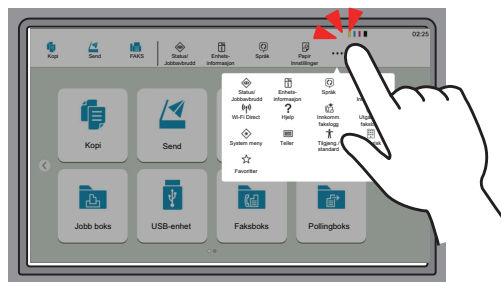 02:25
Kopi
Send
FAKS
Status/
Jobbavbrudd
Enhets-
informasjon
Språk
Papir
Innstillinger
Status/
Jobbavbrudd
Enhets-
informasjon
Språk
Wi-Fi Direct
Hjelp
Innkomm.
fakslogg
System meny
Teller
Tilgjeng./
standard
Favoritter
Kopi
Send
Jobb boks
USB-enhet
Faksboks
Pollingboks